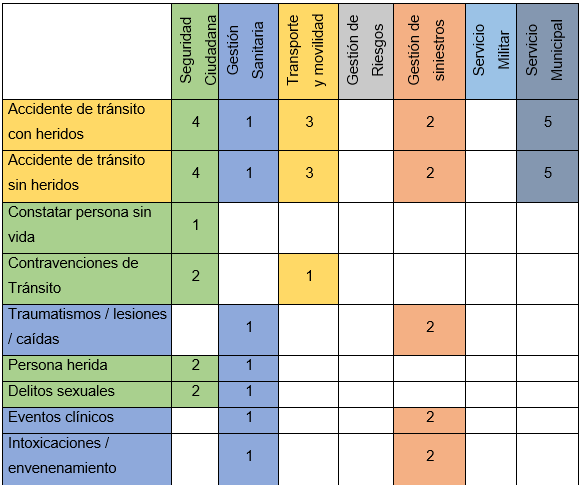 Seguridad
Ciudadana
Gestión
Sanitaria
Transporte
y movilidad
Gestión de
Riesgos
Gestión de
siniestros
Servicio
Militar
Servicio
Municipal
Accidente de tránsito
con heridos
4 1 3 2 5
Accidente de tránsito
sin heridos
4 1 3 2 5
Constatar persona sin
vida
1
Contravenciones de
Tránsito
2 1
Traumatismos / lesiones
/ caídas
1 2
Persona herida 2 1
Delitos sexuales 2 1
Eventos clínicos 1 2
Intoxicaciones /
envenenamiento
1 2